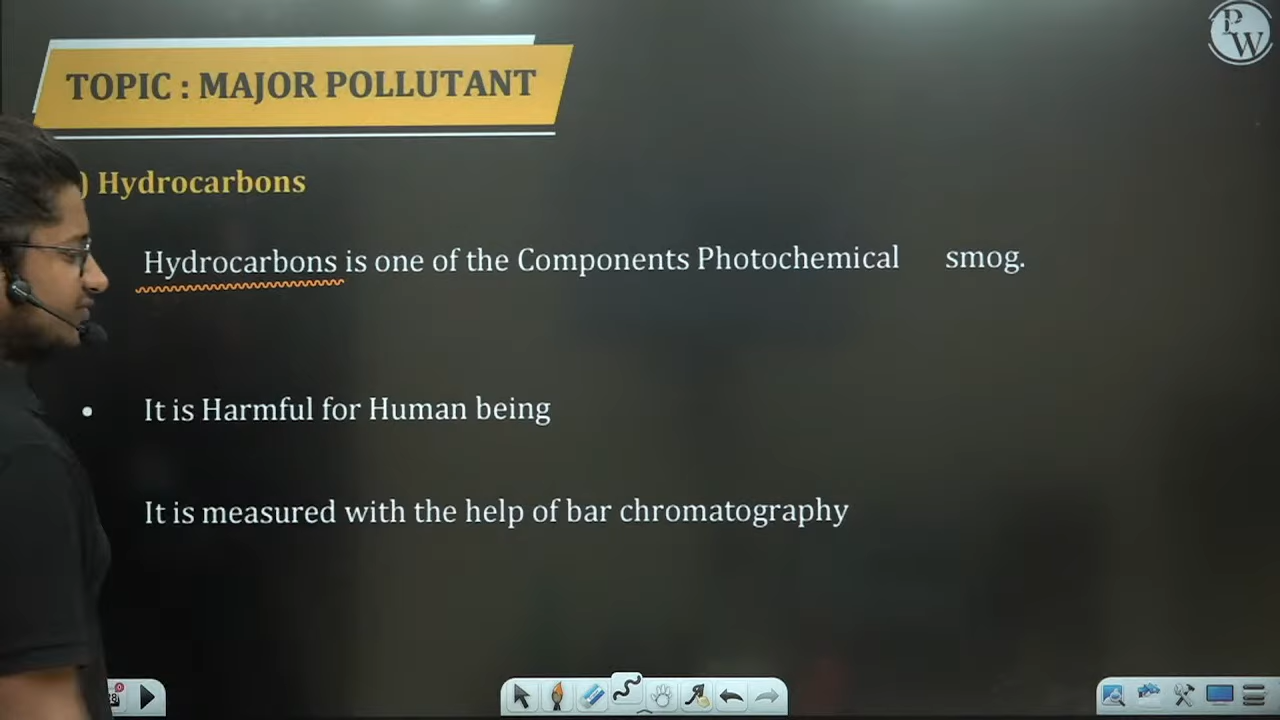 PW
TOPIC : MAJOR POLLUTANT
) Hydrocarbons
Hydrocarbons is one of the Components Photochemical smog.
• It is Harmful for Human being
It is measured with the help of bar chromatography